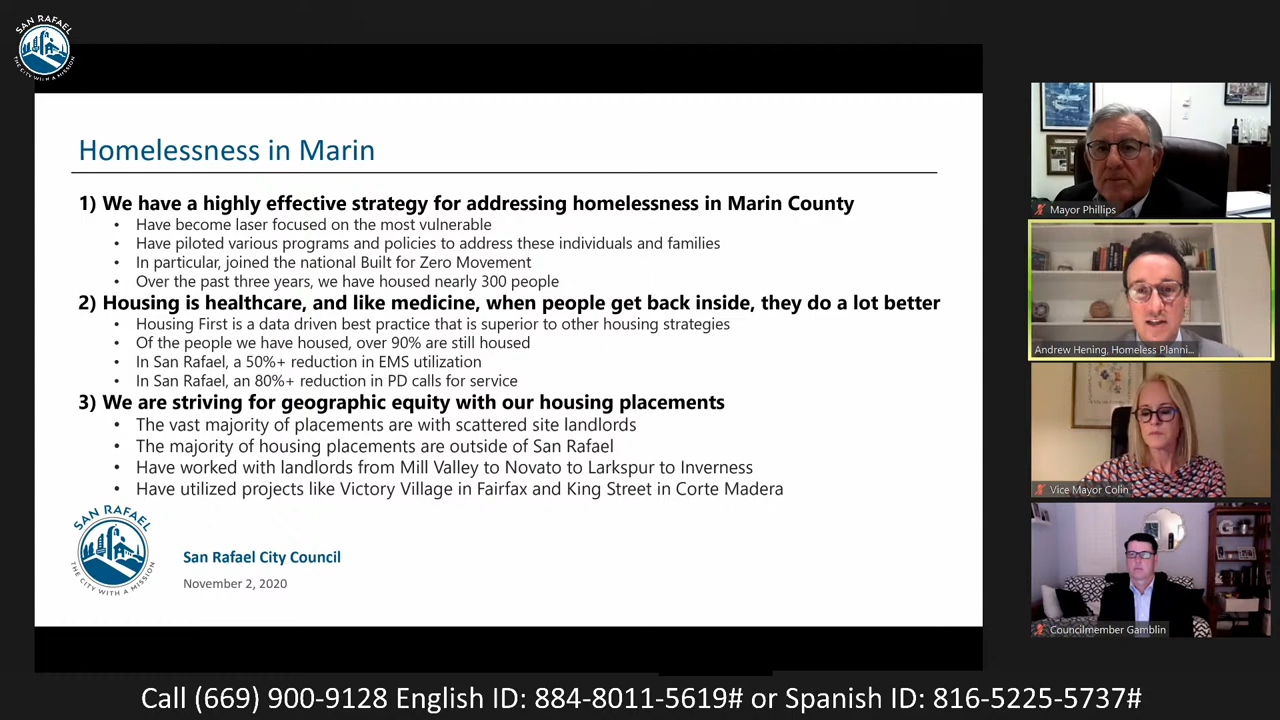 SAN RAFAEL
THE CITY WITH A MISSION
Homelessness in Marin
1) We have a highly effective strategy for addressing homelessness in Marin County
• Have become laser focused on the most vulnerable
• Have piloted various programs and policies to address these individuals and families
• In particular, joined the national Built for Zero Movement
• Over the past three years, we have housed nearly 300 people
2) Housing is healthcare, and like medicine, when people get back inside, they do a lot better
• Housing First is a data driven best practice that is superior to other housing strategies
• Of the people we have housed, over 90% are still housed
• In San Rafael, a 50%+ reduction in EMS utilization
• In San Rafael, an 80%+ reduction in PD calls for service
3) We are striving for geographic equity with our housing placements
• The vast majority of placements are with scattered site landlords
• The majority of housing placements are outside of San Rafael
• Have worked with landlords from Mill Valley to Novato to Larkspur to Inverness
• Have utilized projects like Victory Village in Fairfax and King Street in Corte Madera
SAN RAFAEL
THE CITY WITH A MISSION
San Rafael City Council
November 2, 2020
Mayor Phillips
Andrew Hening, Homeless Planni...
Vice Mayor Colin
Councilmember Gamblin
G
Call (669) 900-9128 English ID: 884-8011-5619# or Spanish ID: 816-5225-5737#